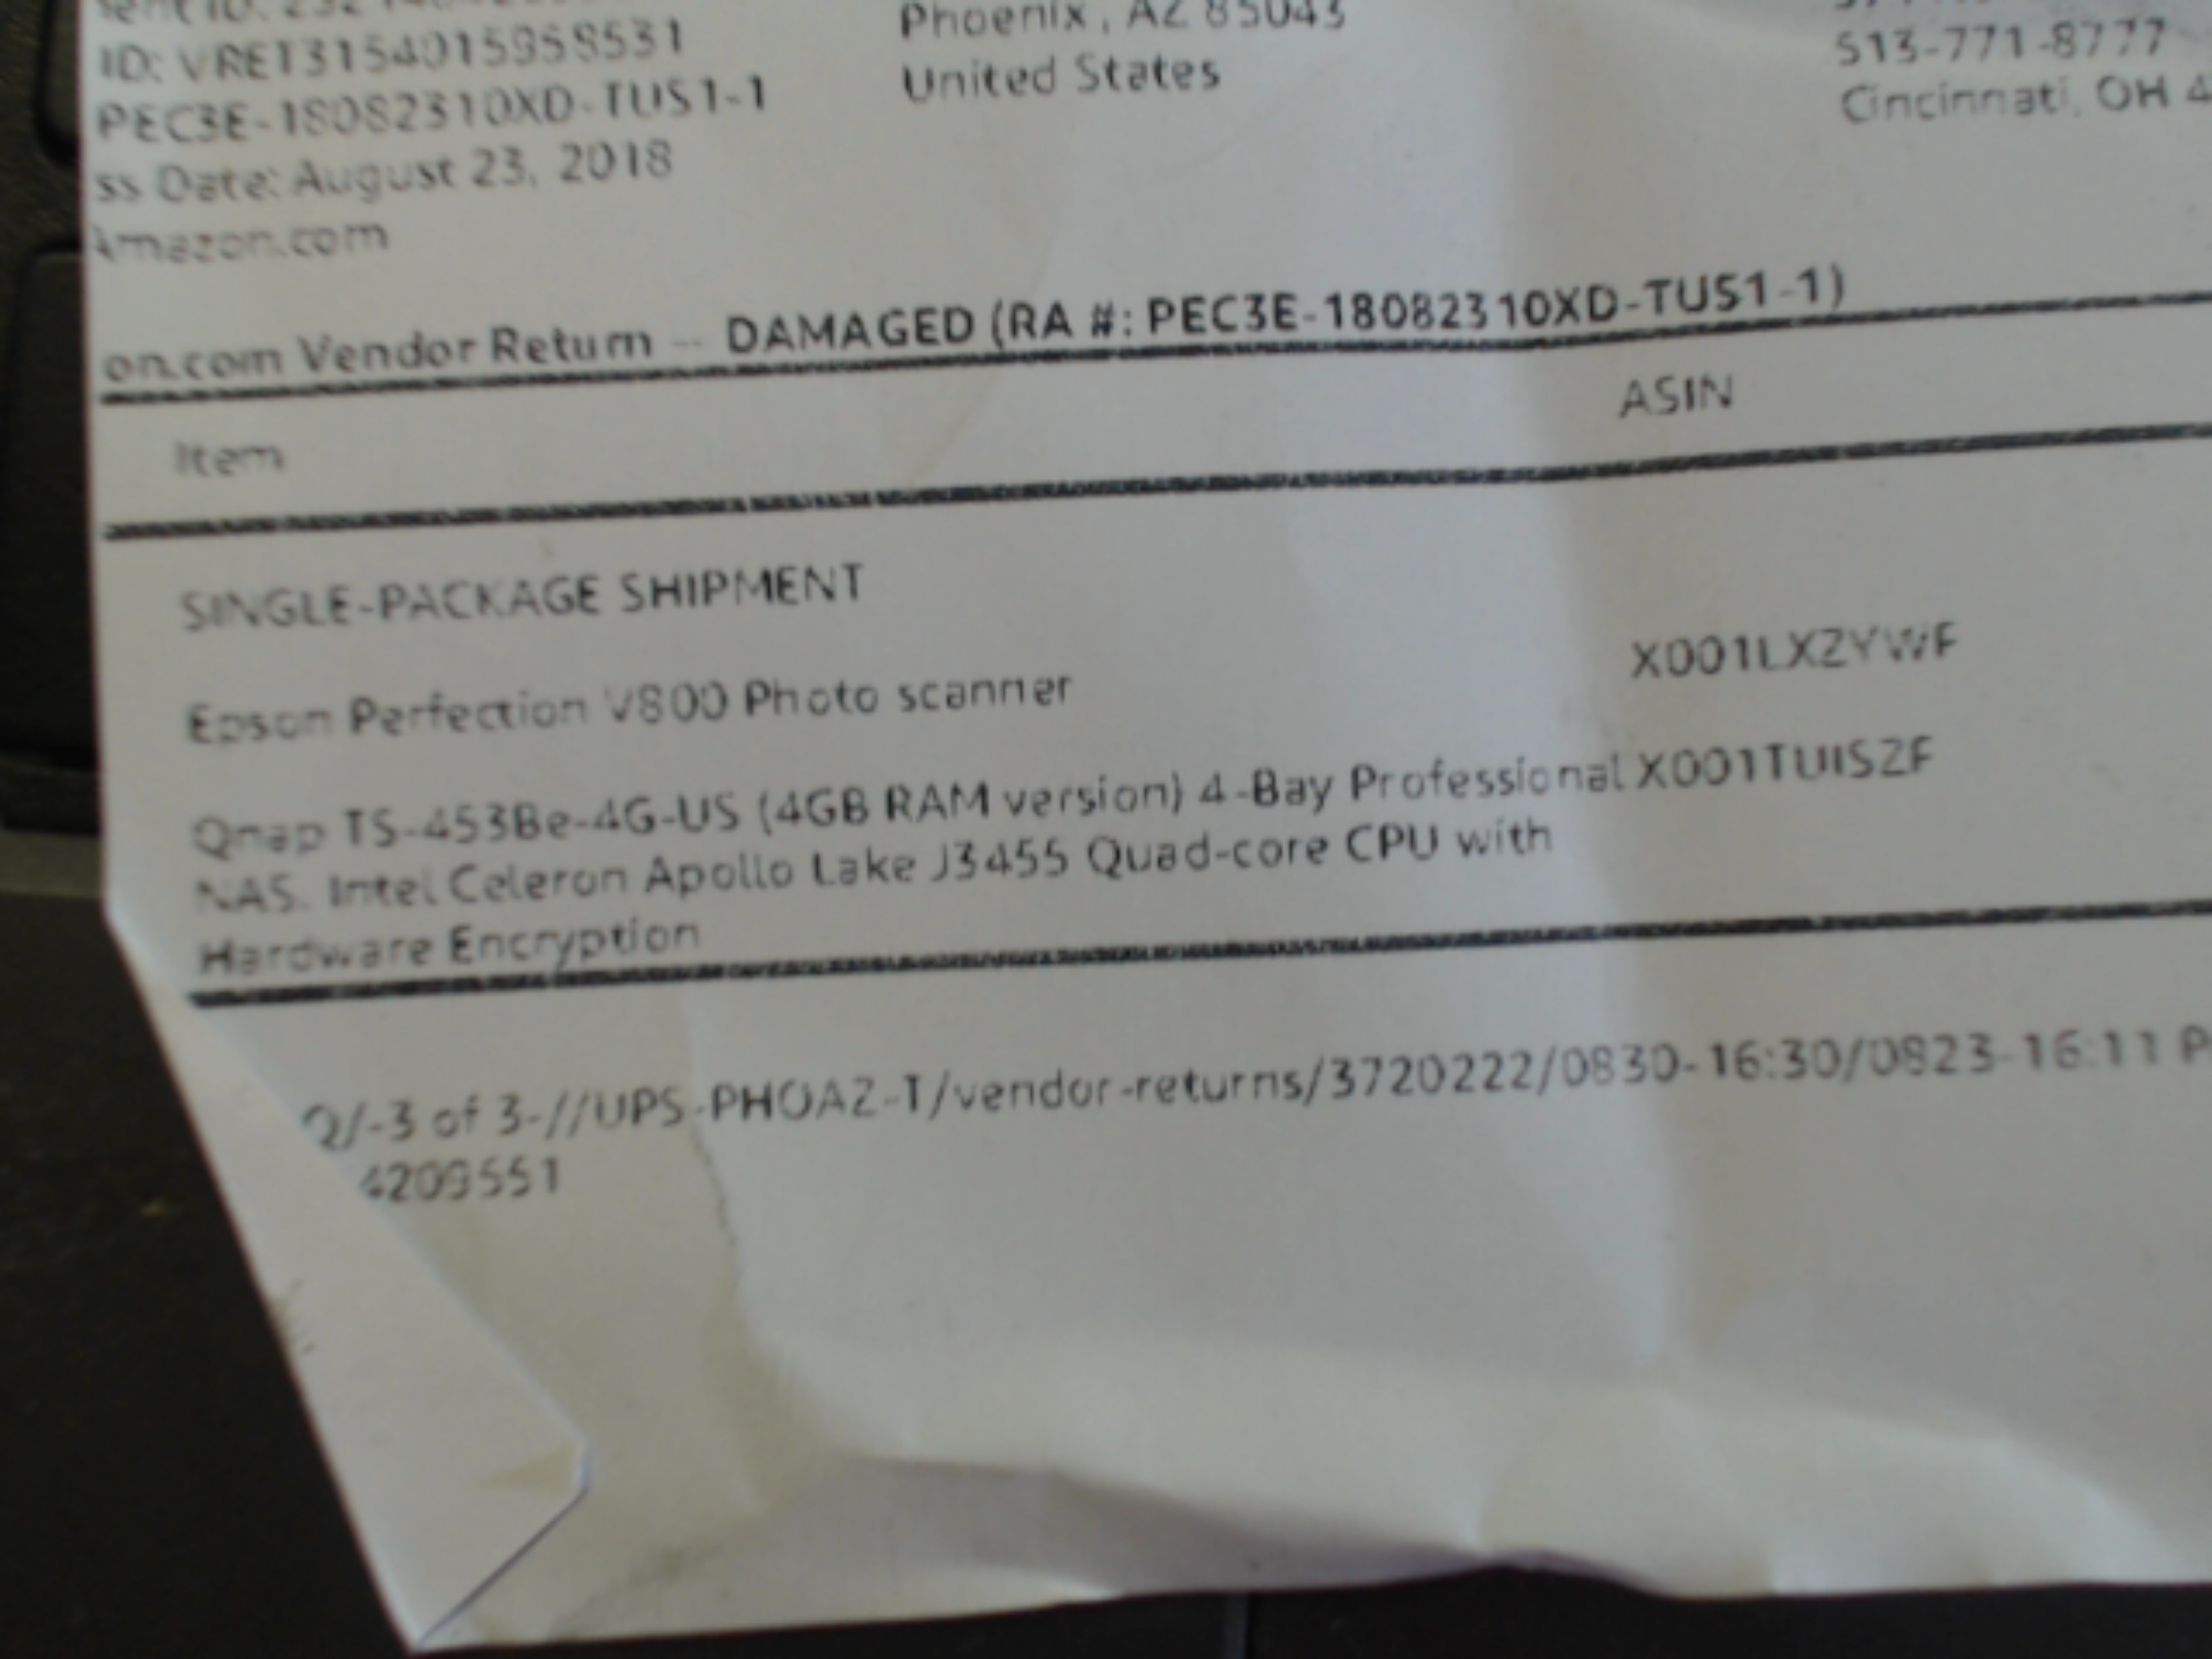 ID: VRET3154015958531
Phoenix, AZ 85043
513-771-8777
PEC3E-18082310XD-TUS1-1
United States
Cincinnati, OH 4
ss Date: August 23, 2018
Amazon.com
on.com Vendor Return -- DAMAGED (RA #: PEC3E-18082310XD-TUS1-1)
Item
ASIN
SINGLE-PACKAGE SHIPMENT
Epson Perfection V800 Photo scanner
X001LXZYWF
Qnap TS-453Be-4G-US (4GB RAM version) 4-Bay Professional X001TUISZF
NAS. Intel Celeron Apollo Lake J3455 Quad-core CPU with
Hardware Encryption
Q/-3 of 3-//UPS-PHOAZ-T/vendor-returns/3720222/0830-16:30/0823-16:11 P
4209551